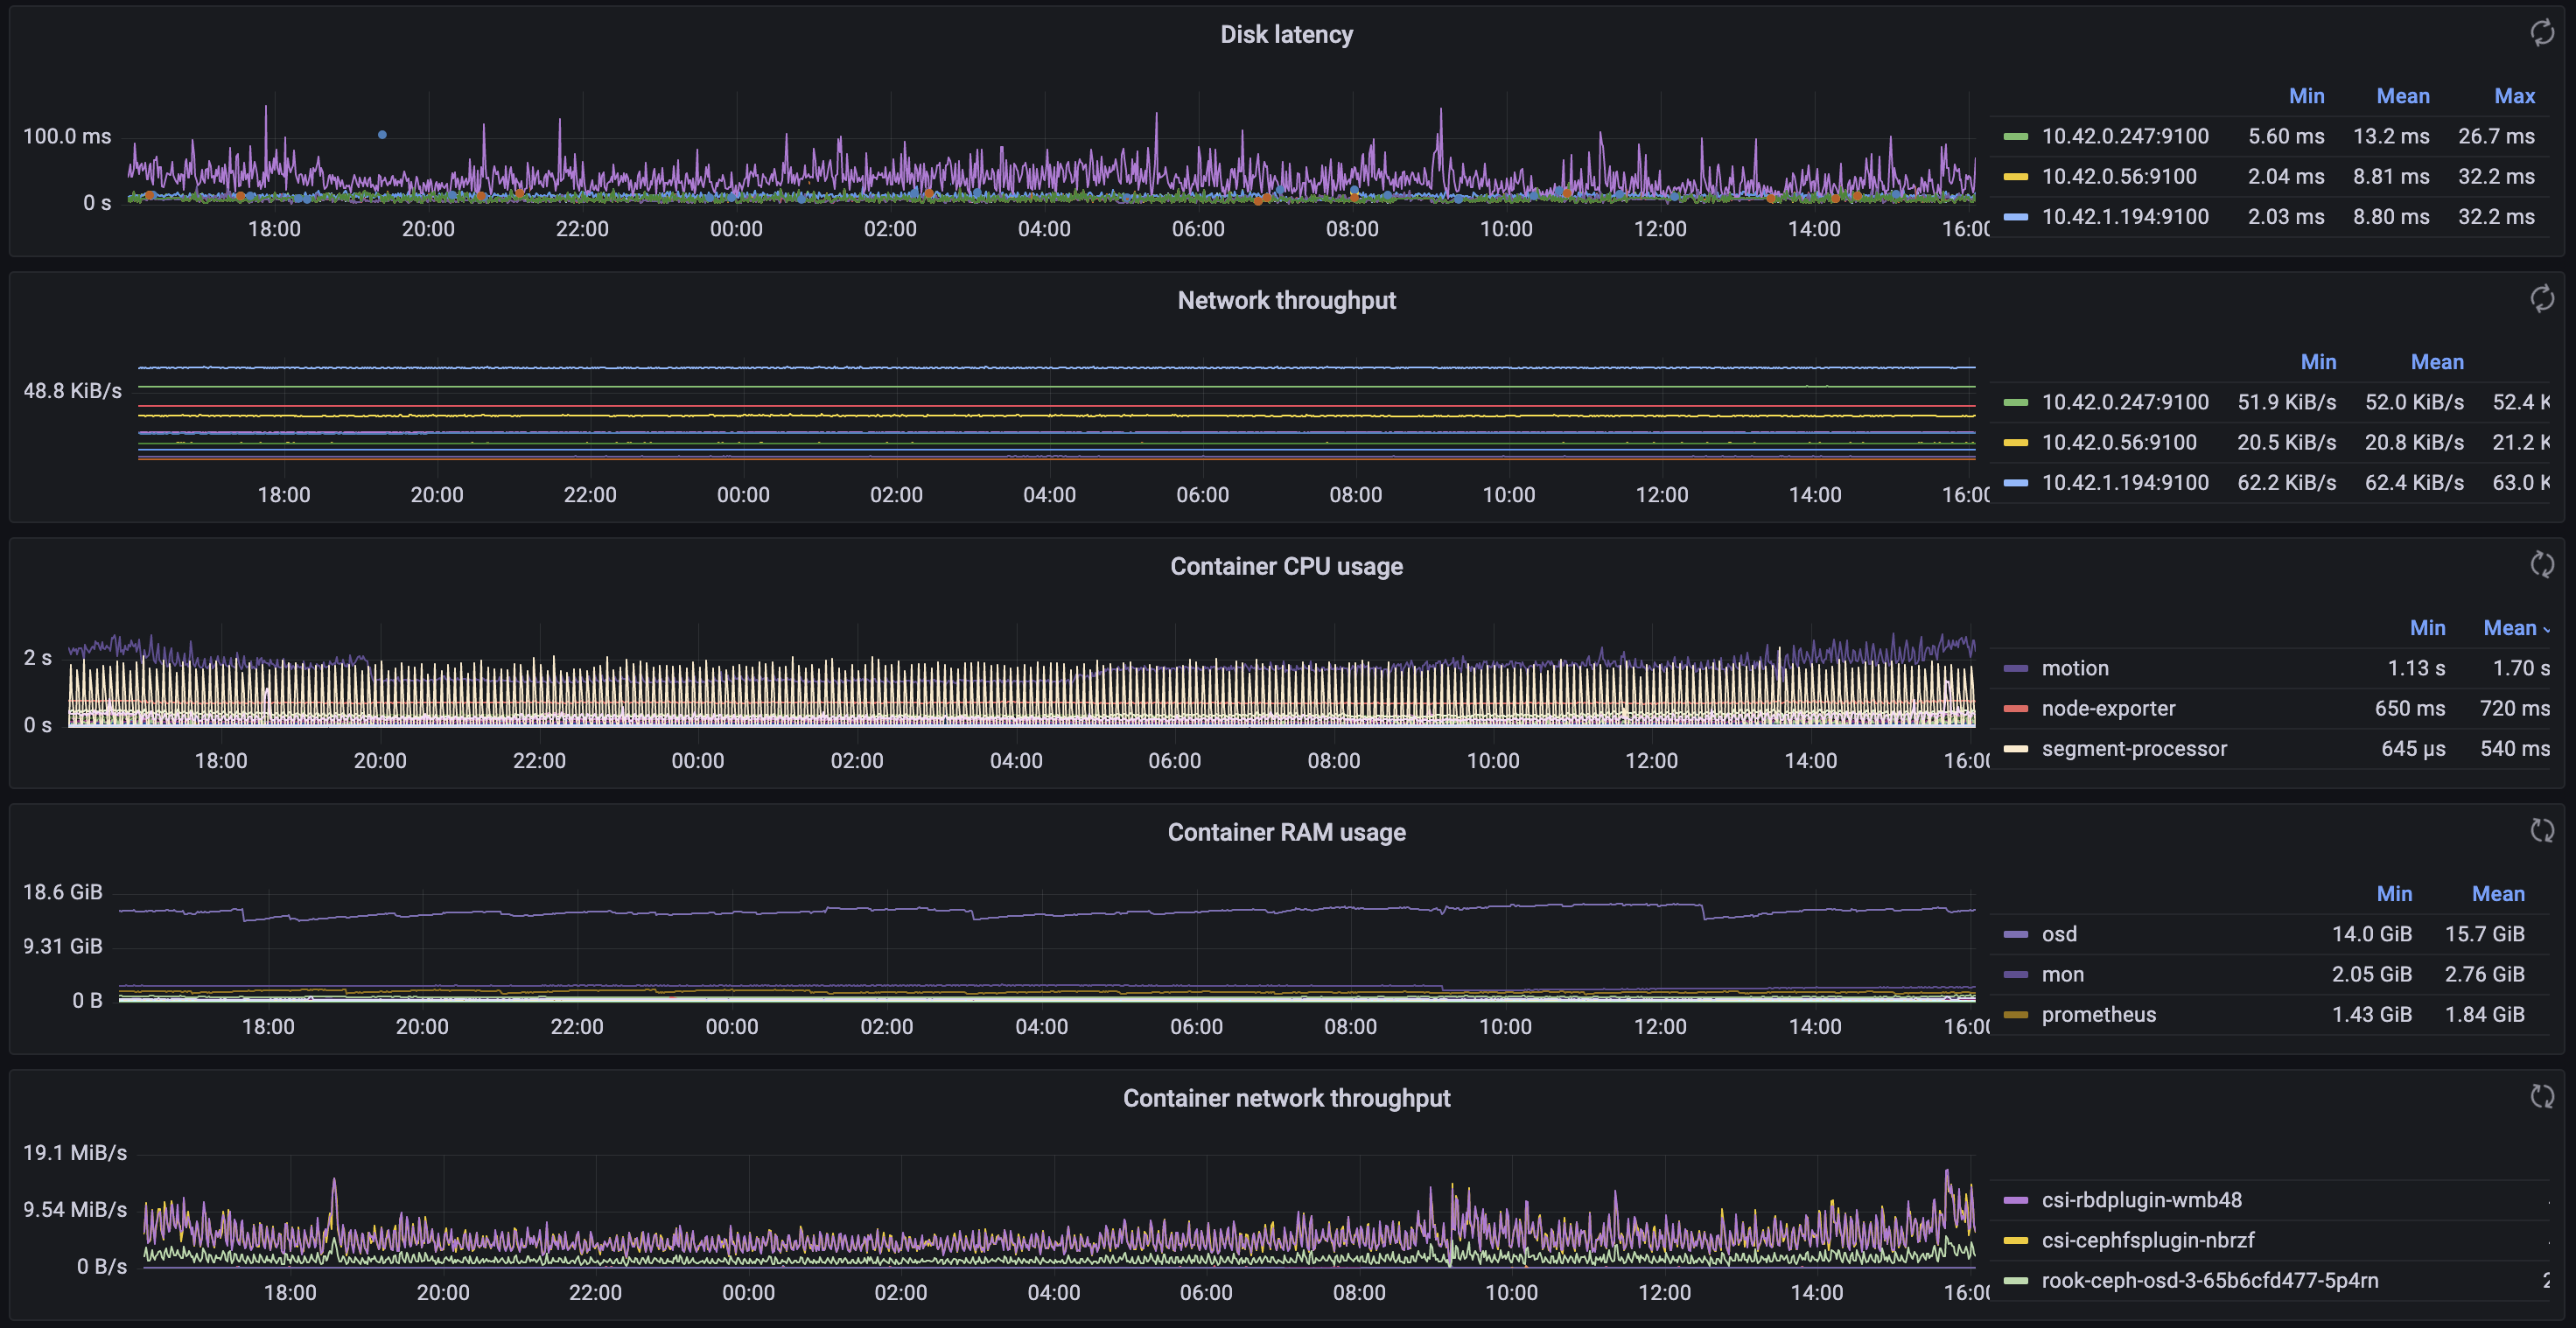 Disk latency
Min Mean Max
100.0 ms
0 s
18:00 20:00 22:00 00:00 02:00 04:00 06:00 08:00 10:00 12:00 14:00 16:00
10.42.0.247:9100 5.60 ms 13.2 ms 26.7 ms
10.42.0.56:9100 2.04 ms 8.81 ms 32.2 ms
10.42.1.194:9100 2.03 ms 8.80 ms 32.2 ms
Network throughput
Min Mean
48.8 KiB/s
18:00 20:00 22:00 00:00 02:00 04:00 06:00 08:00 10:00 12:00 14:00 16:00
10.42.0.247:9100 51.9 KiB/s 52.0 KiB/s 52.4 K
10.42.0.56:9100 20.5 KiB/s 20.8 KiB/s 21.2 K
10.42.1.194:9100 62.2 KiB/s 62.4 KiB/s 63.0 K
Container CPU usage
Min Mean
2 s
0 s
18:00 20:00 22:00 00:00 02:00 04:00 06:00 08:00 10:00 12:00 14:00 16:00
motion 1.13 s 1.70 s
node-exporter 650 ms 720 ms
segment-processor 645 µs 540 ms
Container RAM usage
Min Mean
18.6 GiB
9.31 GiB
0 B
18:00 20:00 22:00 00:00 02:00 04:00 06:00 08:00 10:00 12:00 14:00 16:00
osd 14.0 GiB 15.7 GiB
mon 2.05 GiB 2.76 GiB
prometheus 1.43 GiB 1.84 GiB
Container network throughput
19.1 MiB/s
9.54 MiB/s
0 B/s
18:00 20:00 22:00 00:00 02:00 04:00 06:00 08:00 10:00 12:00 14:00 16:00
csi-rbdplugin-wmb48
csi-cephfsplugin-nbrzf
rook-ceph-osd-3-65b6cfd477-5p4rn